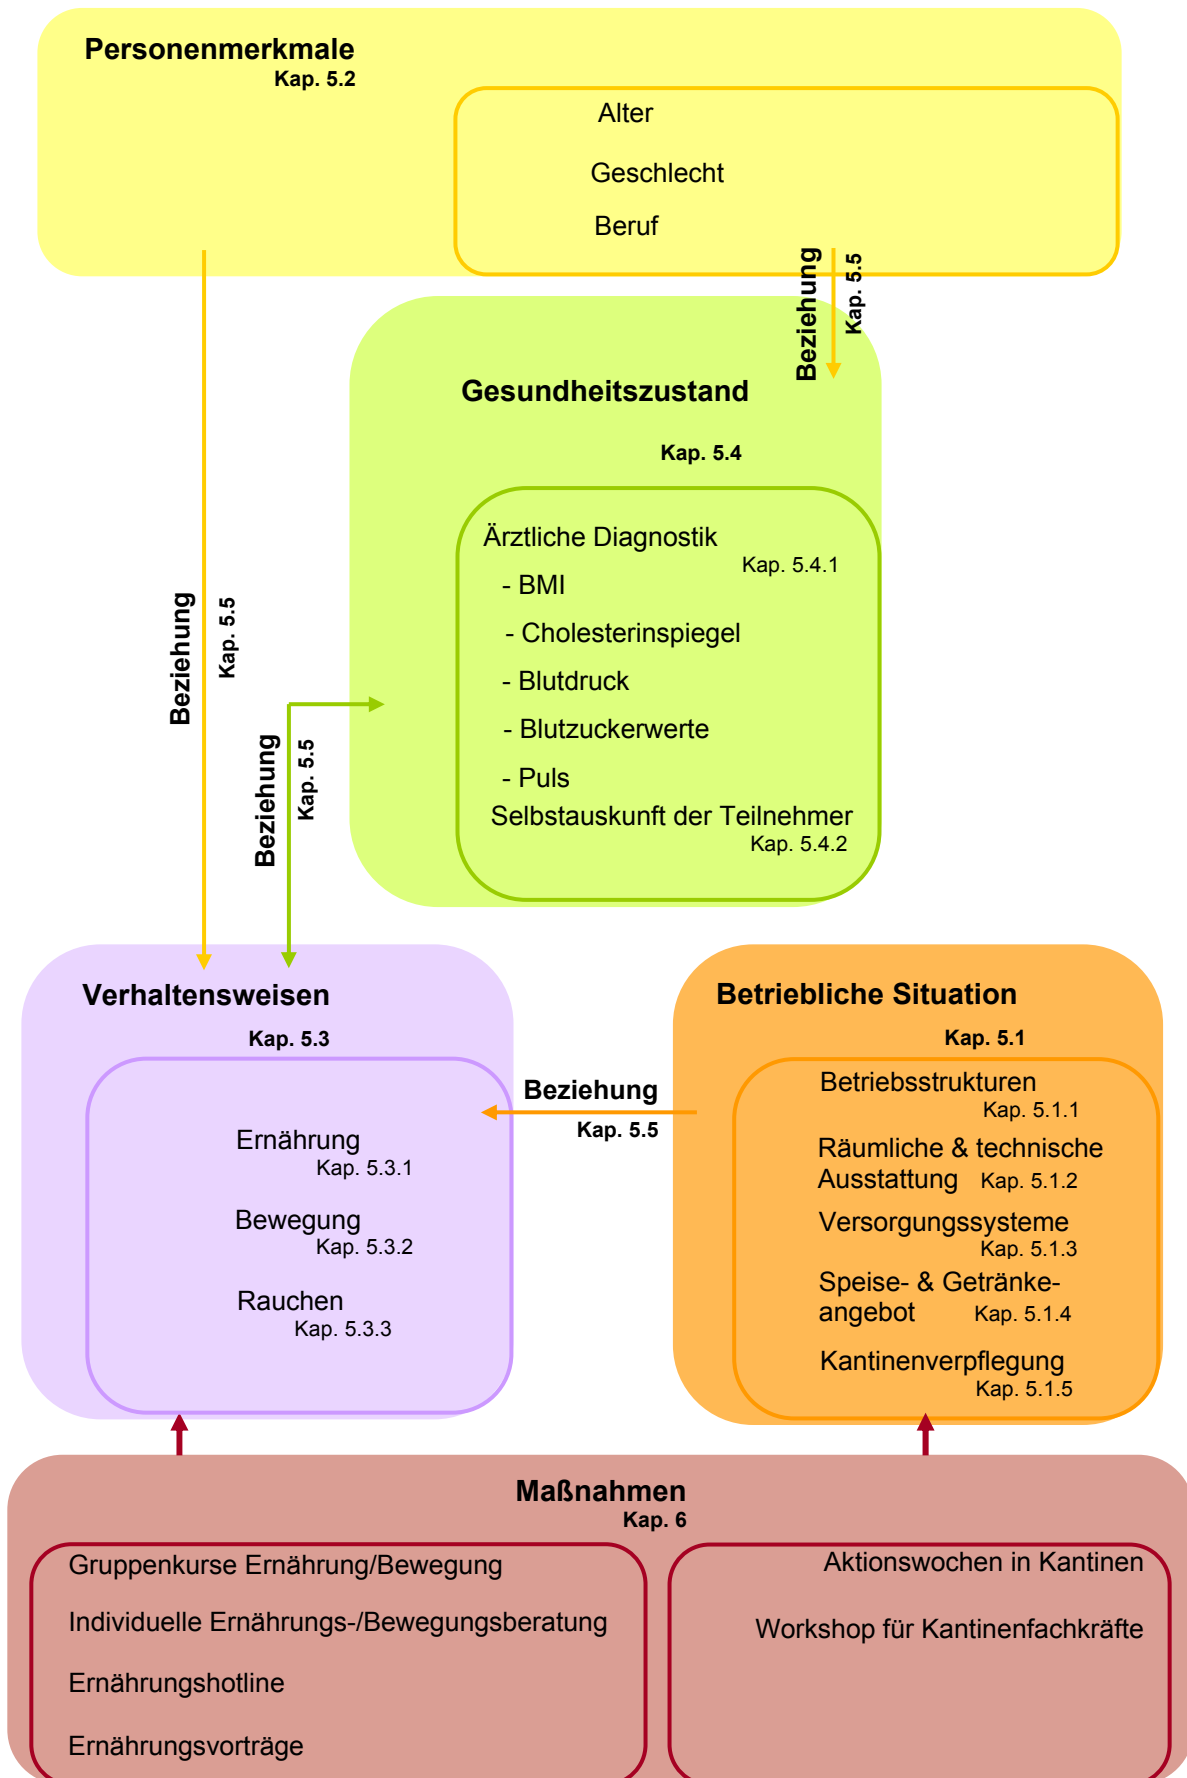 Personenmerkmale
Kap. 5.2
Alter
Geschlecht
Beruf
Beziehung
Kap. 5.5
Gesundheitszustand
Kap. 5.4
Ärztliche Diagnostik
Kap. 5.4.1
- BMI
- Cholesterinspiegel
- Blutdruck
- Blutzuckerwerte
- Puls
Selbstauskunft der Teilnehmer
Kap. 5.4.2
Beziehung
Kap. 5.5
Beziehung
Kap. 5.5
Verhaltensweisen
Kap. 5.3
Ernährung
Kap. 5.3.1
Bewegung
Kap. 5.3.2
Rauchen
Kap. 5.3.3
Beziehung
Kap. 5.5
Betriebliche Situation
Kap. 5.1
Betriebsstrukturen
Kap. 5.1.1
Räumliche & technische
Ausstattung Kap. 5.1.2
Versorgungssysteme
Kap. 5.1.3
Speise- & Getränke-
angebot Kap. 5.1.4
Kantinenverpflegung
Kap. 5.1.5
Maßnahmen
Kap. 6
Gruppenkurse Ernährung/Bewegung
Individuelle Ernährungs-/Bewegungsberatung
Ernährungshotline
Ernährungsvorträge
Aktionswochen in Kantinen
Workshop für Kantinenfachkräfte